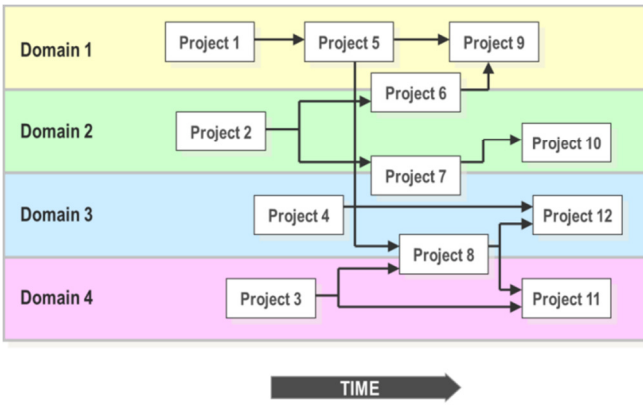 Domain 1
Project 1
Project 5
Project 9
Project 6
Domain 2
Project 2
Project 10
Project 7
Domain 3
Project 4
Project 12
Project 8
Domain 4
Project 3
Project 11
TIME